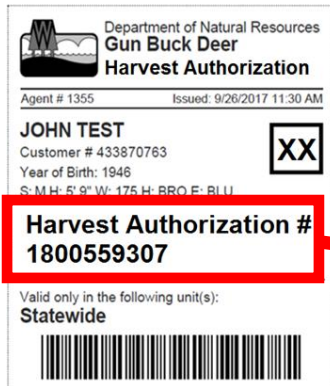 Department of Natural Resources
Gun Buck Deer
Harvest Authorization
Agent # 1355 Issued: 9/26/2017 11:30 AM
JOHN TEST
XX
Customer # 433870763
Year of Birth: 1946
S: M H: 5' 9" W: 175 H: BRO E: BLU
Harvest Authorization #
1800559307
Valid only in the following unit(s):
Statewide